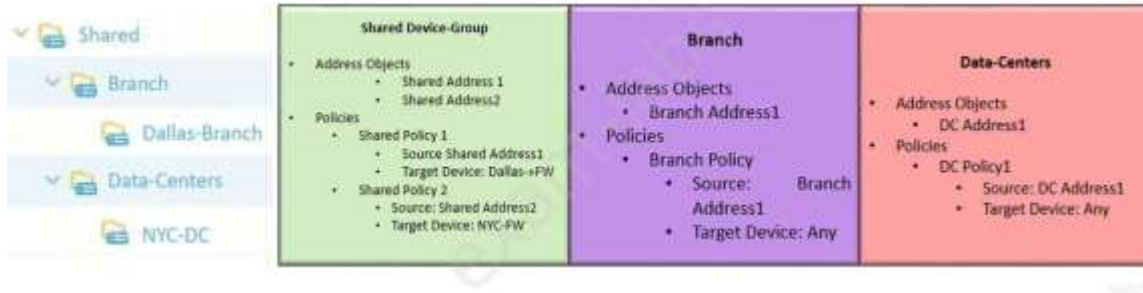 Shared
Branch
Dallas-Branch
Data-Centers
NYC-DC
Shared Device-Group
• Address Objects
• Shared Address 1
• Shared Address2
• Policies
• Shared Policy 1
• Source Shared Address1
• Target Device: Dallas-+FW
• Shared Policy 2
• Source: Shared Address2
• Target Device: NYC-FW
Branch
• Address Objects
• Branch Address1
• Policies
• Branch Policy
• Source: Branch
Address1
• Target Device: Any
Data-Centers
• Address Objects
• DC Address1
• Policies
• DC Policy1
• Source: DC Address1
• Target Device: Any